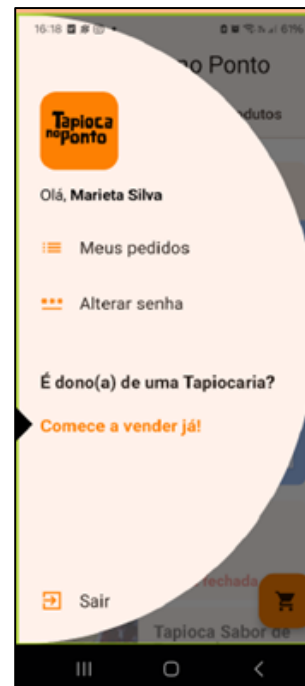 16:18
61%
no Ponto
Produtos
Tapioca
no Ponto
Olá, Marieta Silva
Meus pedidos
Alterar senha
É dono(a) de uma Tapiocaria?
Comece a vender já!
fechada
Sair
Tapioca Sabor de